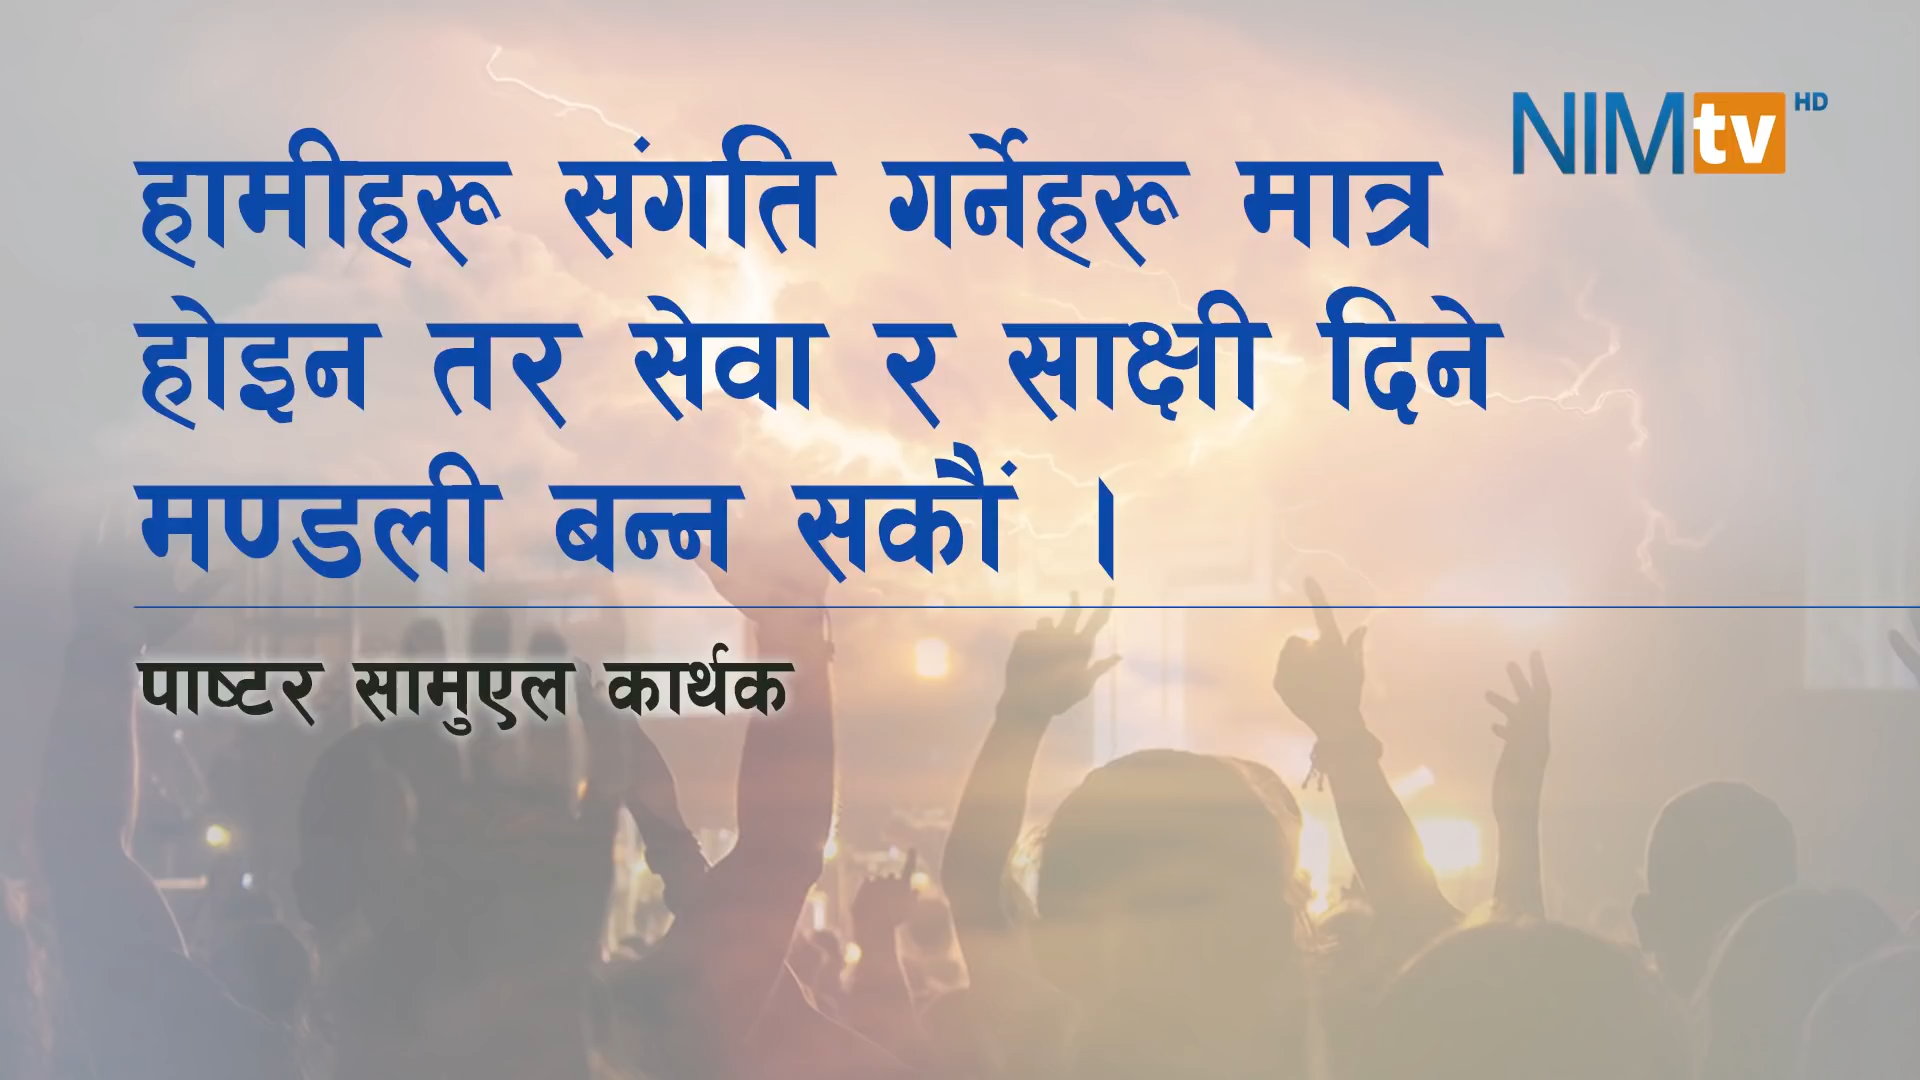 NIMtv HD
हामीहरू संगति गर्नेहरू मात्र
होइन तर सेवा र साक्षी दिने
मण्डली बन्न सकौं ।
पाष्टर सामुएल कार्थक